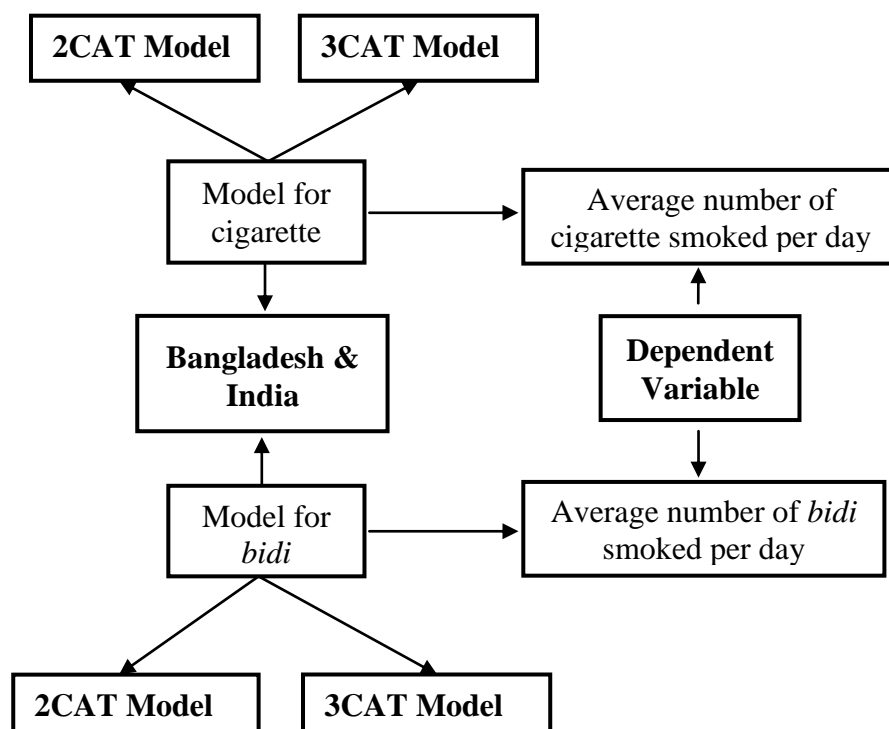 2CAT Model
3CAT Model
Model for
cigarette
Average number of
cigarette smoked per day
Bangladesh &
India
Dependent
Variable
Model for
bidi
Average number of bidi
smoked per day
2CAT Model
3CAT Model